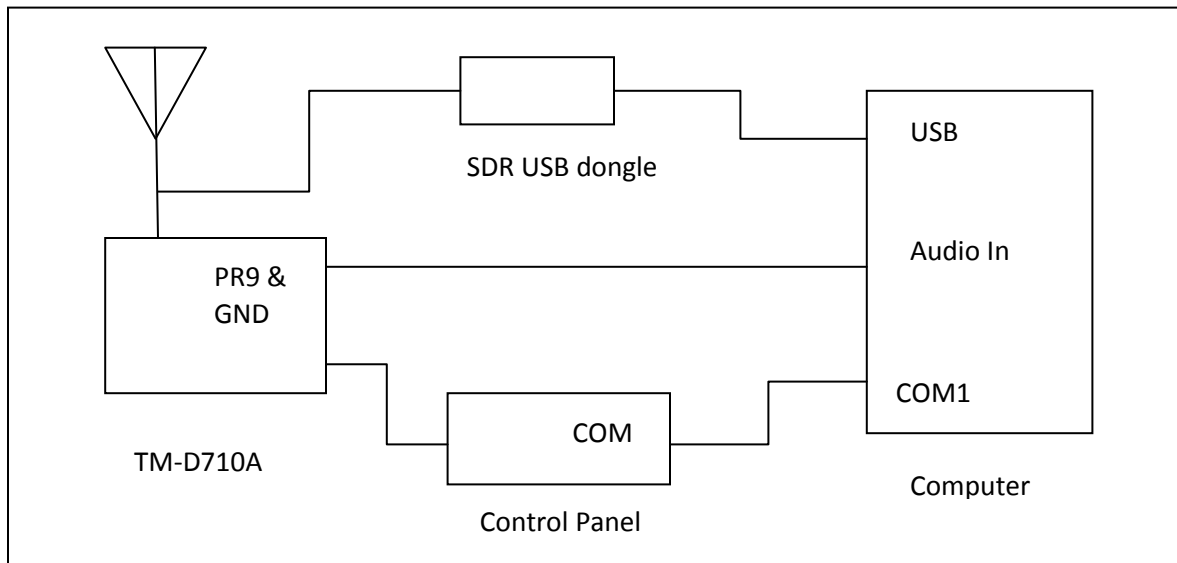 USB
SDR USB dongle
PR9 &
GND
Audio In
COM1
COM
TM-D710A
Computer
Control Panel